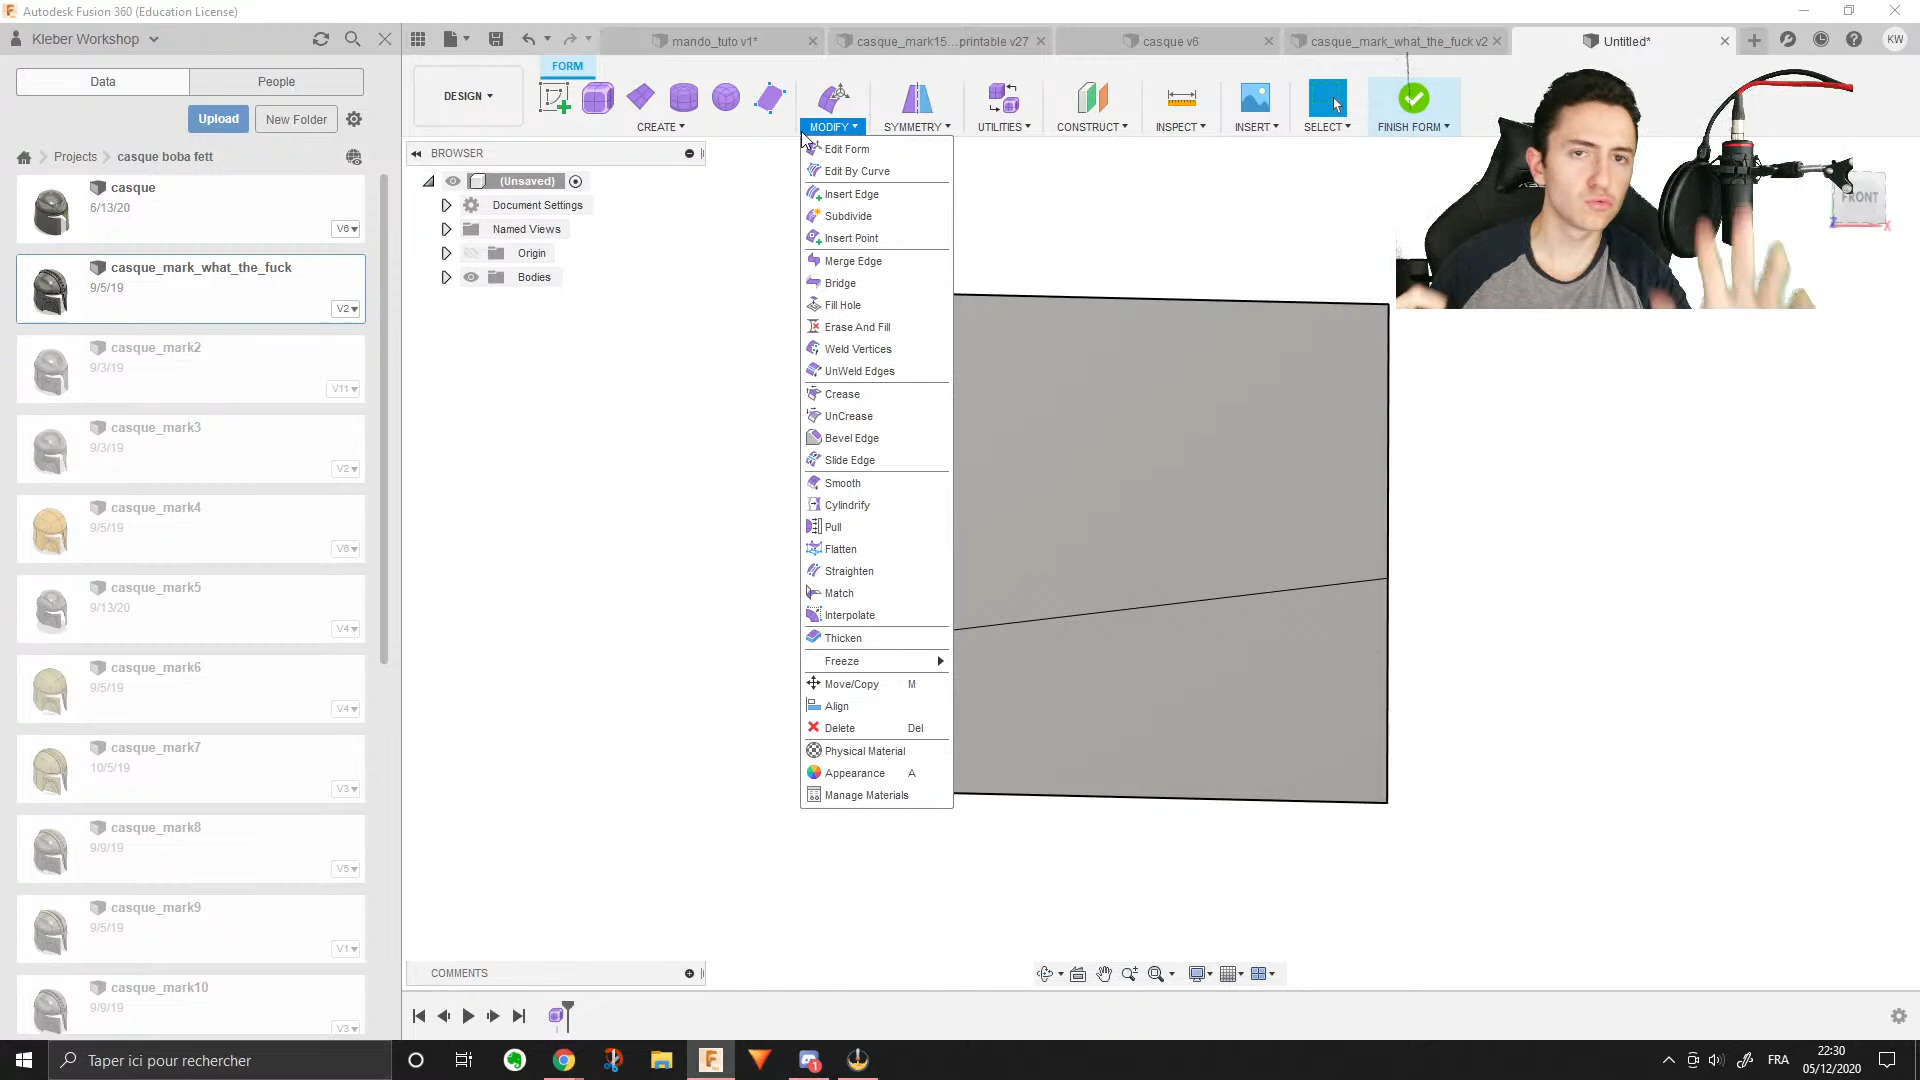 Autodesk Fusion 360 (Education License)
Kleber Workshop
mando_tuto v1*
casque_mark15...printable v27
casque v6
casque_mark_what_the_fuck v2
Untitled*
KW
Data
People
Upload
New Folder
Projects
casque boba fett
casque
6/13/20
V6
casque_mark_what_the_fuck
9/5/19
V2
casque_mark2
9/3/19
V11
casque_mark3
9/3/19
V2
casque_mark4
9/5/19
V6
casque_mark5
9/13/20
V4
casque_mark6
9/5/19
V4
casque_mark7
10/5/19
V3
casque_mark8
9/9/19
V5
casque_mark9
9/5/19
V1
casque_mark10
9/9/19
V3
FORM
DESIGN
CREATE
MODIFY
SYMMETRY
UTILITIES
CONSTRUCT
INSPECT
INSERT
SELECT
FINISH FORM
BROWSER
(Unsaved)
Document Settings
Named Views
Origin
Bodies
Edit Form
Edit By Curve
Insert Edge
Subdivide
Insert Point
Merge Edge
Bridge
Fill Hole
Erase And Fill
Weld Vertices
UnWeld Edges
Crease
UnCrease
Bevel Edge
Slide Edge
Smooth
Cylindrify
Pull
Flatten
Straighten
Match
Interpolate
Thicken
Freeze
Move/Copy M
Align
Delete Del
Physical Material
Appearance A
Manage Materials
FRONT
Z
X
COMMENTS
Taper ici pour rechercher
1
FRA
22:30
05/12/2020